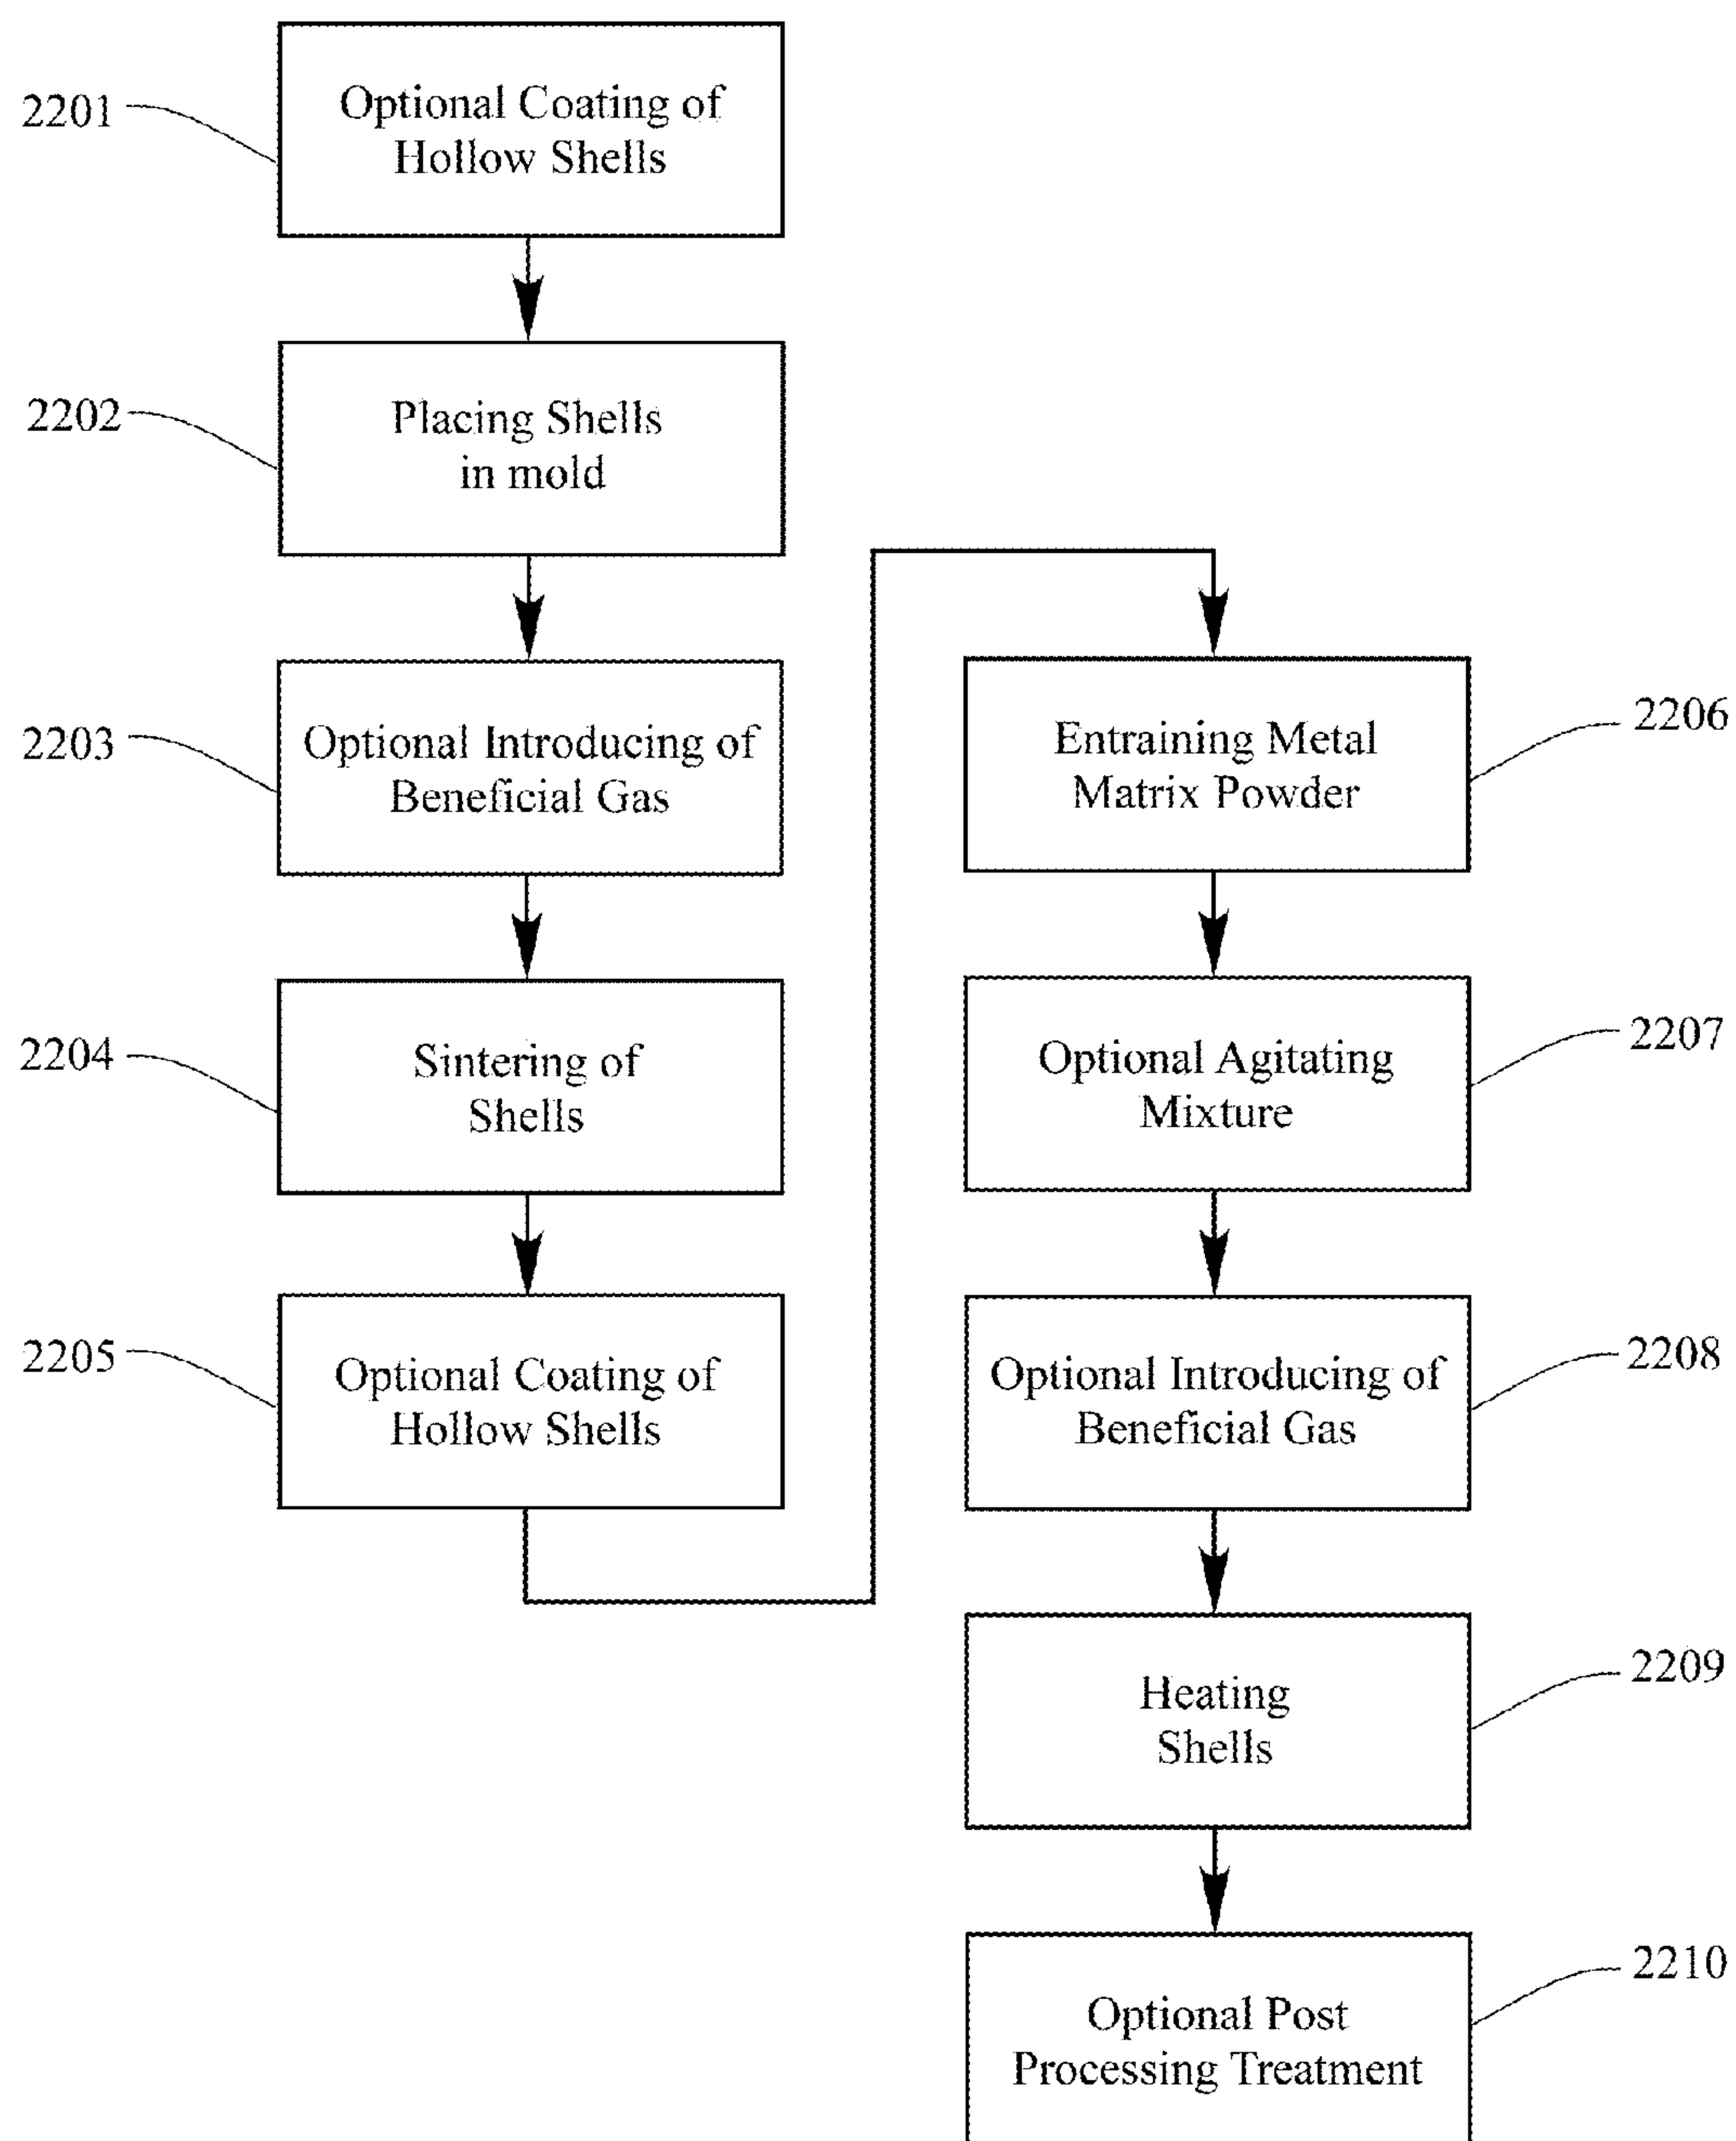 2201
Optional Coating of
Hollow Shells
2202
Placing Shells
in mold
2203
Optional Introducing of
Beneficial Gas
2204
Sintering of
Shells
2205
Optional Coating of
Hollow Shells
Entraining Metal
Matrix Powder
2206
Optional Agitating
Mixture
2207
Optional Introducing of
Beneficial Gas
2208
Heating
Shells
2209
Optional Post
Processing Treatment
2210